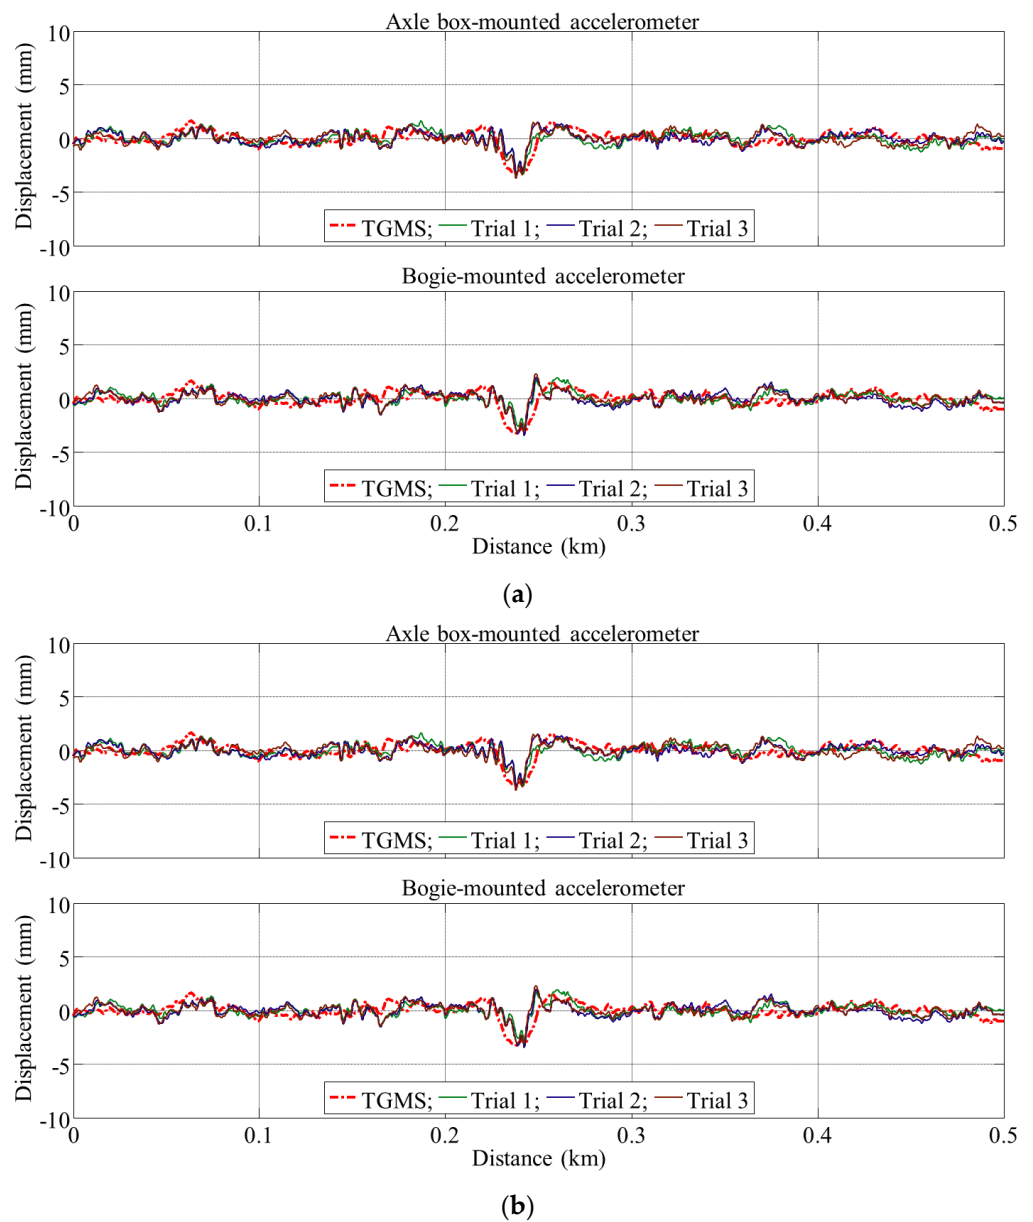 Axle box-mounted accelerometer
10
5
0
-5
-10
Displacement (mm)
TGMS; Trial 1; Trial 2; Trial 3
Bogie-mounted accelerometer
10
5
0
-5
-10
Displacement (mm)
TGMS; Trial 1; Trial 2; Trial 3
0 0.1 0.2 0.3 0.4 0.5
Distance (km)
(a)
Axle box-mounted accelerometer
10
5
0
-5
-10
Displacement (mm)
TGMS; Trial 1; Trial 2; Trial 3
Bogie-mounted accelerometer
10
5
0
-5
-10
Displacement (mm)
TGMS; Trial 1; Trial 2; Trial 3
0 0.1 0.2 0.3 0.4 0.5
Distance (km)
(b)